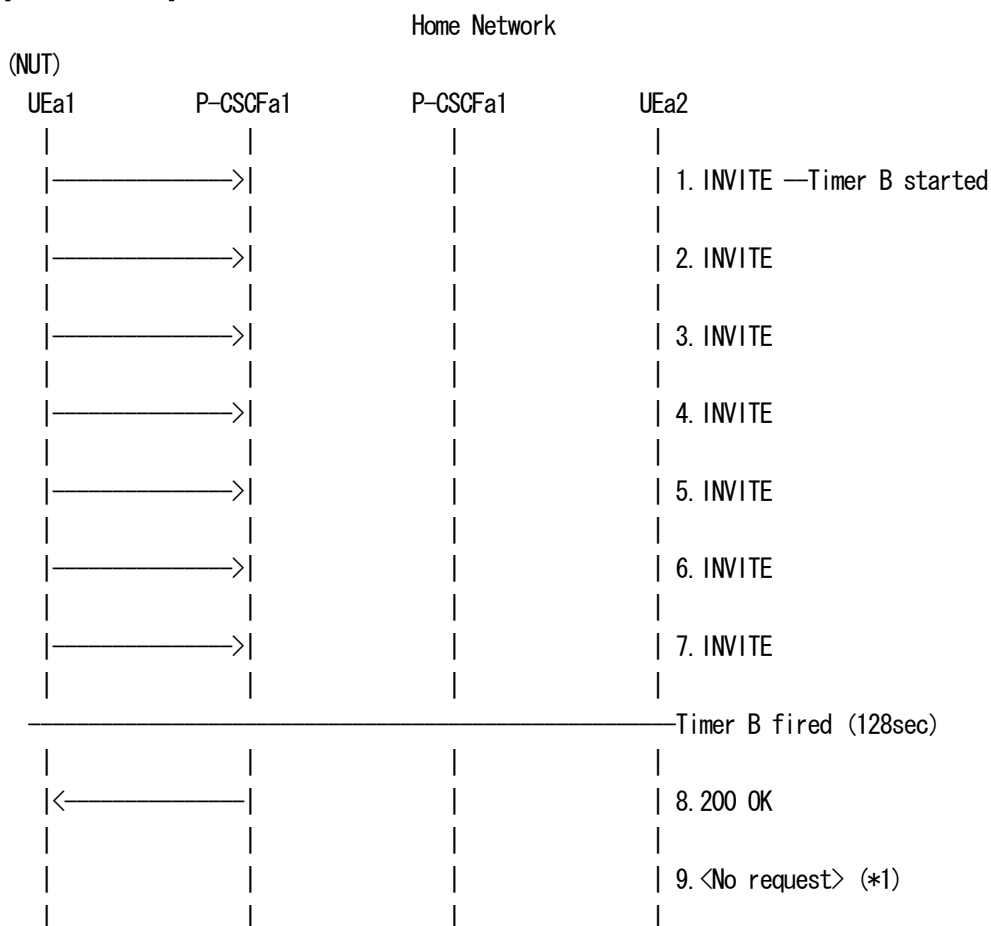 Home Network
(NUT)
UEa1 P-CSCFa1 P-CSCFa1 UEa2
1. INVITE --Timer B started
2. INVITE
3. INVITE
4. INVITE
5. INVITE
6. INVITE
7. INVITE
Timer B fired (128sec)
8. 200 OK
9. <No request> (*1)